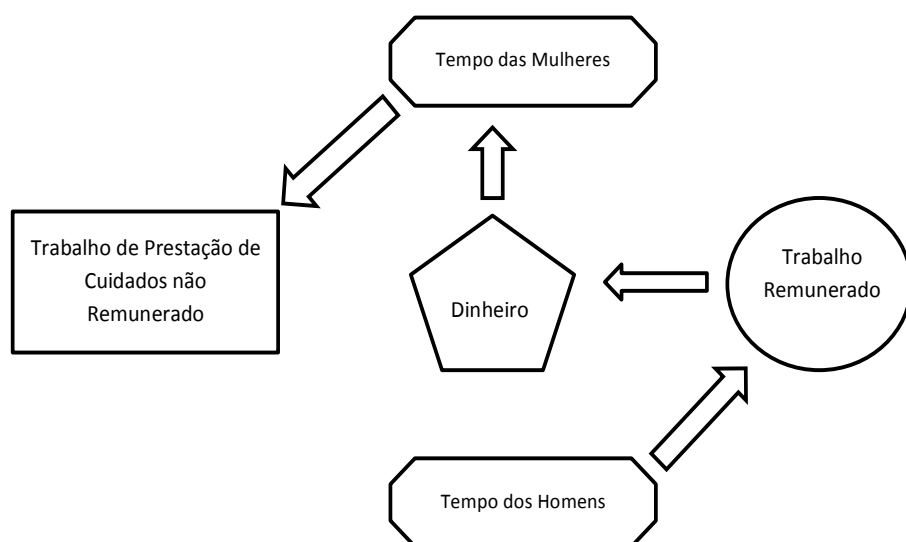 Tempo das Mulheres
Trabalho de Prestação de
Cuidados não
Remunerado
Dinheiro
Trabalho
Remunerado
Tempo dos Homens